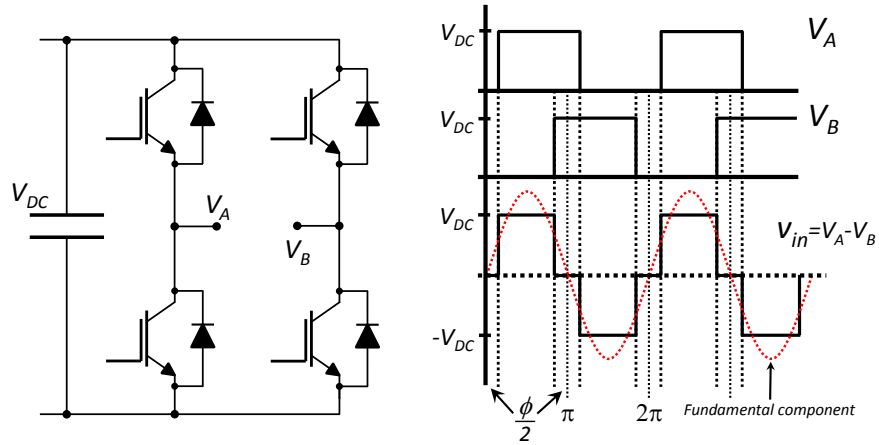 V_DC
V_A
V_B
V_DC
V_A
V_DC
V_B
V_DC
v_in=V_A-V_B
-V_DC
ϕ/2
π
2π
Fundamental component